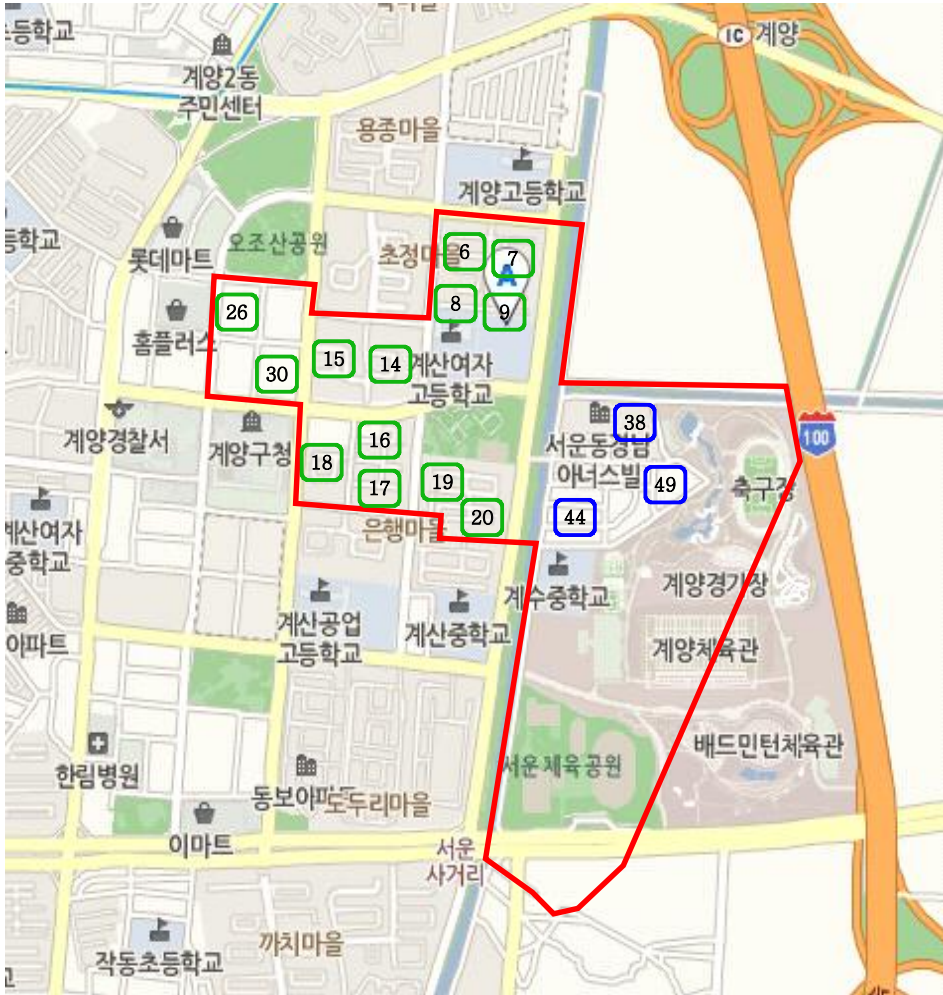 등학교
IC 계양
계양2동
주민센터
용종마을
계양고등학교
등학교
롯데마트
오조산공원
초정마을
6
7
A
8
9
26
홈플러스
15
14
30
계산여자
고등학교
계양경찰서
계양구청
16
18
17
19
20
은행마을
38
서운동경남
아너스빌
49
44
축구장
100
계산여자
중학교
아파트
계산공업
고등학교
계산중학교
계수중학교
계양경기장
계양체육관
배드민턴체육관
서운체육공원
한림병원
동보아파트
도두리마을
이마트
서운
사거리
까치마을
작동초등학교